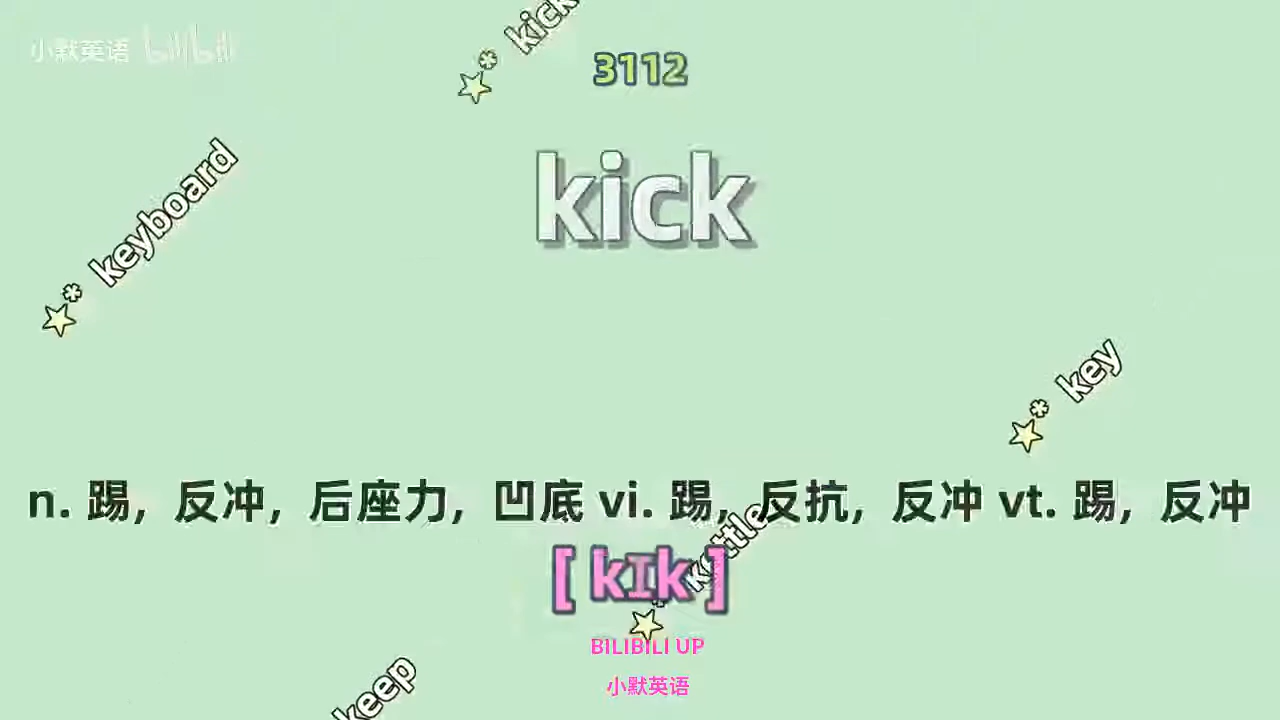 小默英语 bilibili
kick
3112
keyboard
kick
key
n. 踢, 反冲, 后座力, 凹底 vi. 踢, 反抗, 反冲 vt. 踢, 反冲
kettle
[ kɪk ]
BILIBILI UP
小默英语
keep